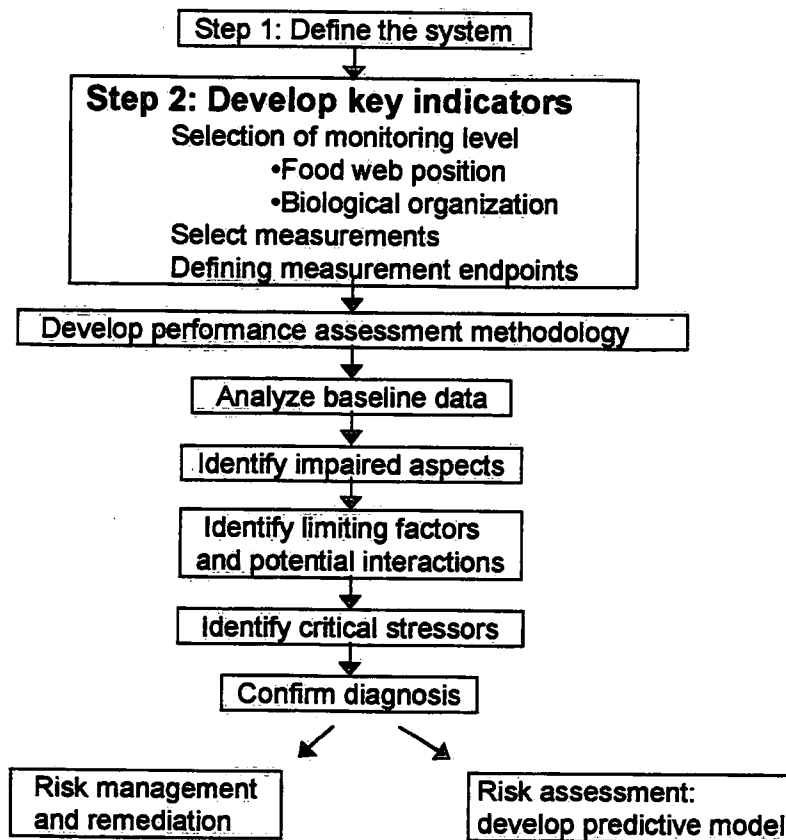 Step 1: Define the system
Step 2: Develop key indicators
Selection of monitoring level
•Food web position
•Biological organization
Select measurements
Defining measurement endpoints
Develop performance assessment methodology
Analyze baseline data
Identify impaired aspects
Identify limiting factors
and potential interactions
Identify critical stressors
Confirm diagnosis
Risk management
and remediation
Risk assessment:
develop predictive model